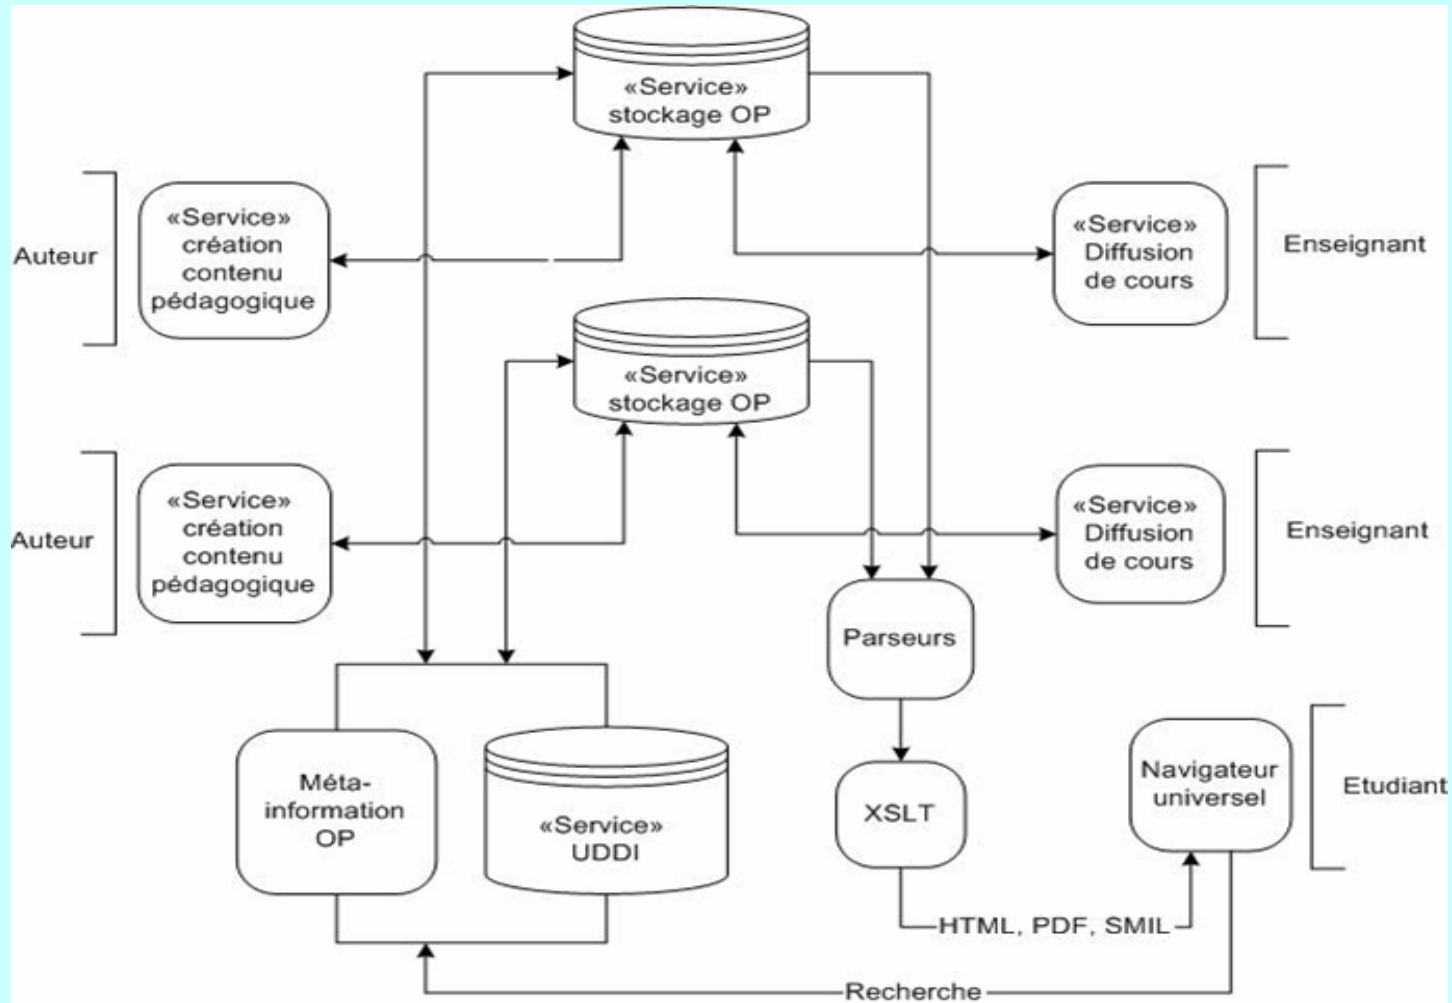 «Service»
stockage OP
Auteur
«Service»
création
contenu
pédagogique
«Service»
Diffusion
de cours
Enseignant
«Service»
stockage OP
Auteur
«Service»
création
contenu
pédagogique
«Service»
Diffusion
de cours
Enseignant
Parseurs
Méta-
information
OP
«Service»
UDDI
XSLT
Navigateur
universel
Etudiant
HTML, PDF, SMIL
Recherche